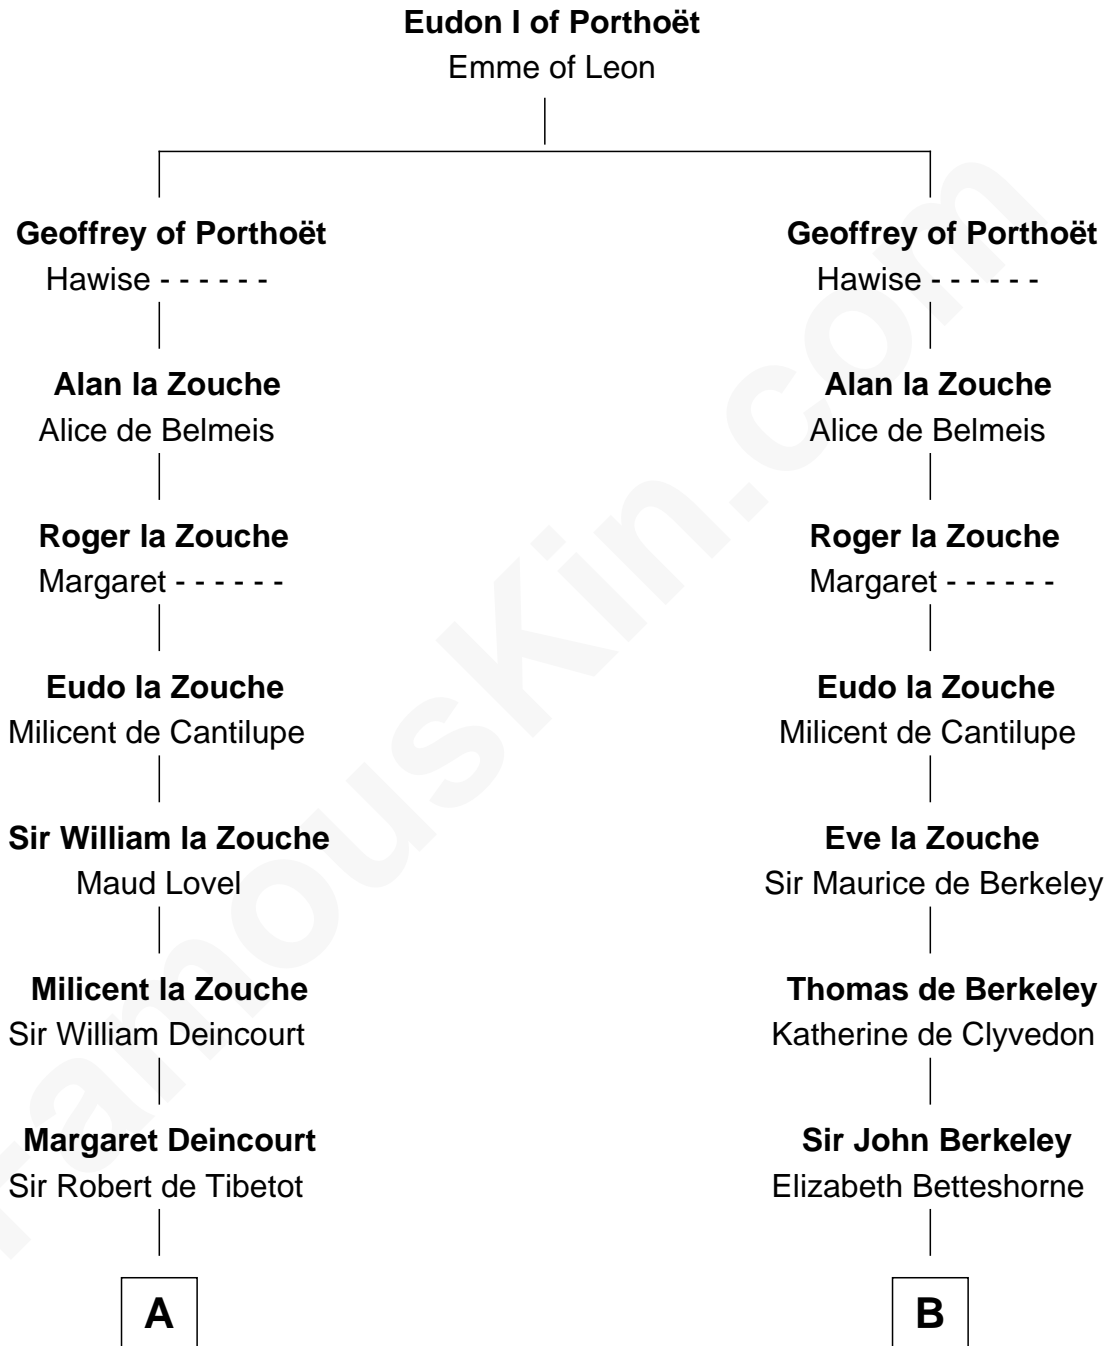 Eudon I of Porthoët
Emme of Leon
Geoffrey of Porthoët
Hawise - - - - - -
Alan la Zouche
Alice de Belmeis
Roger la Zouche
Margaret - - - - - -
Eudo la Zouche
Milicent de Cantilupe
Sir William la Zouche
Maud Lovel
Milicent la Zouche
Sir William Deincourt
Margaret Deincourt
Sir Robert de Tibetot
A
Geoffrey of Porthoët
Hawise - - - - - -
Alan la Zouche
Alice de Belmeis
Roger la Zouche
Margaret - - - - - -
Eudo la Zouche
Milicent de Cantilupe
Eve la Zouche
Sir Maurice de Berkeley
Thomas de Berkeley
Katherine de Clyvedon
Sir John Berkeley
Elizabeth Betteshorne
B
FamousKin.com